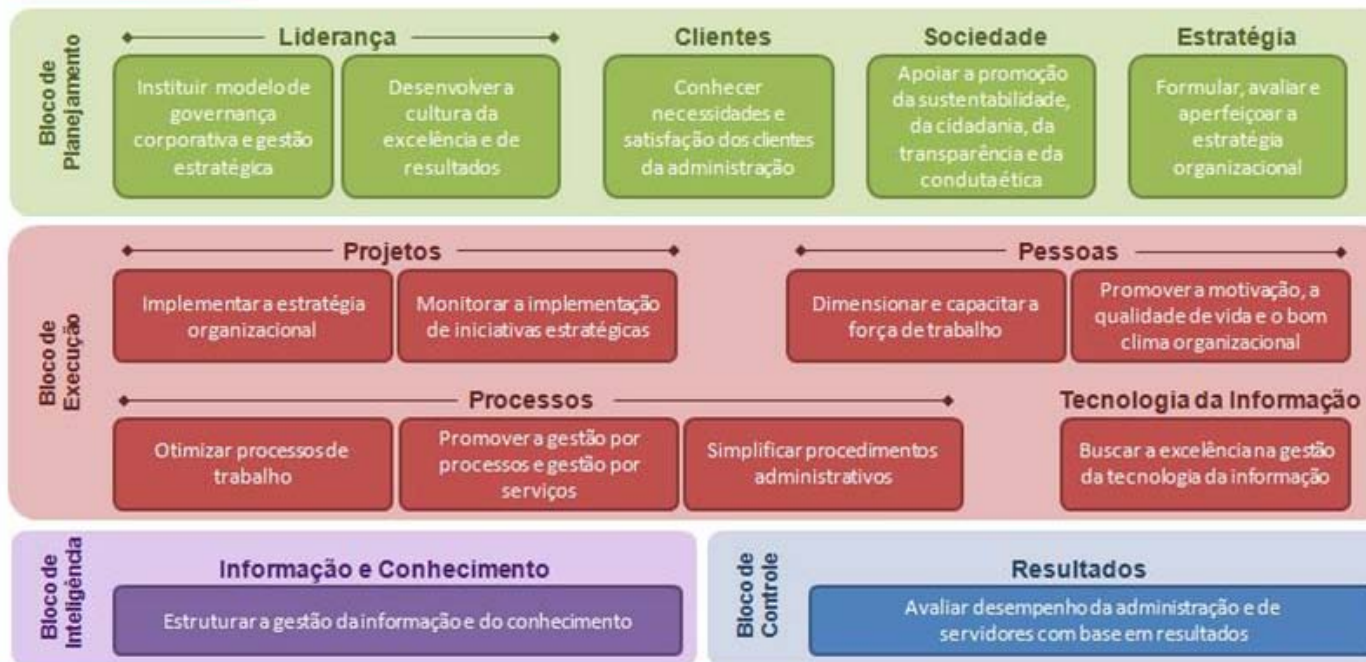 Bloco de
Planejamento
Liderança
Clientes
Sociedade
Estratégia
Instituir modelo de
governança
corporativa e gestão
estratégica
Desenvolver a
cultura da
excelência e de
resultados
Conhecer
necessidades e
satisfação dos clientes
da administração
Apoiar a promoção
da sustentabilidade,
da cidadania, da
transparência e da
conduta ética
Formular, avaliar e
aperfeiçoar a
estratégia
organizacional
Bloco de
Execução
Projetos
Pessoas
Implementar a estratégia
organizacional
Monitorar a implementação
de iniciativas estratégicas
Dimensionar e capacitar a
força de trabalho
Promover a motivação, a
qualidade de vida e o bom
clima organizacional
Processos
Tecnologia da Informação
Otimizar processos de
trabalho
Promover a gestão por
processos e gestão por
serviços
Simplificar procedimentos
administrativos
Buscar a excelência na gestão
da tecnologia da informação
Bloco de
Inteligência
Informação e Conhecimento
Estruturar a gestão da informação e do conhecimento
Bloco de
Controle
Resultados
Avaliar desempenho da administração e de
servidores com base em resultados